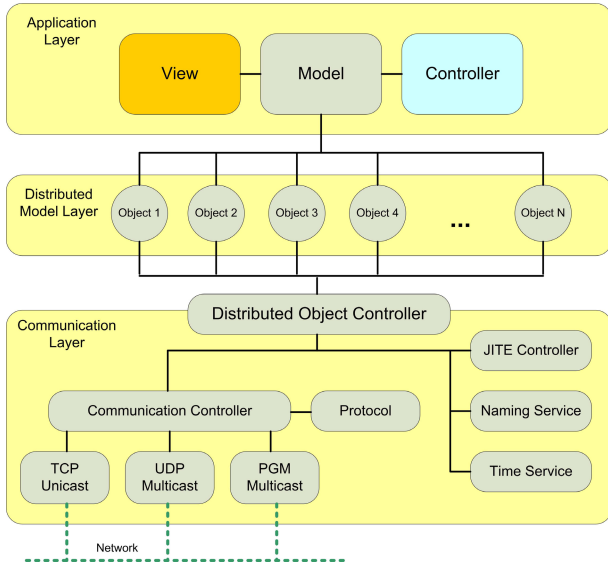 Application
Layer
View
Model
Controller
Distributed
Model Layer
Object 1
Object 2
Object 3
Object 4
...
Object N
Distributed Object Controller
Communication
Layer
JITE Controller
Communication Controller
Protocol
Naming Service
TCP
Unicast
UDP
Multicast
PGM
Multicast
Time Service
Network